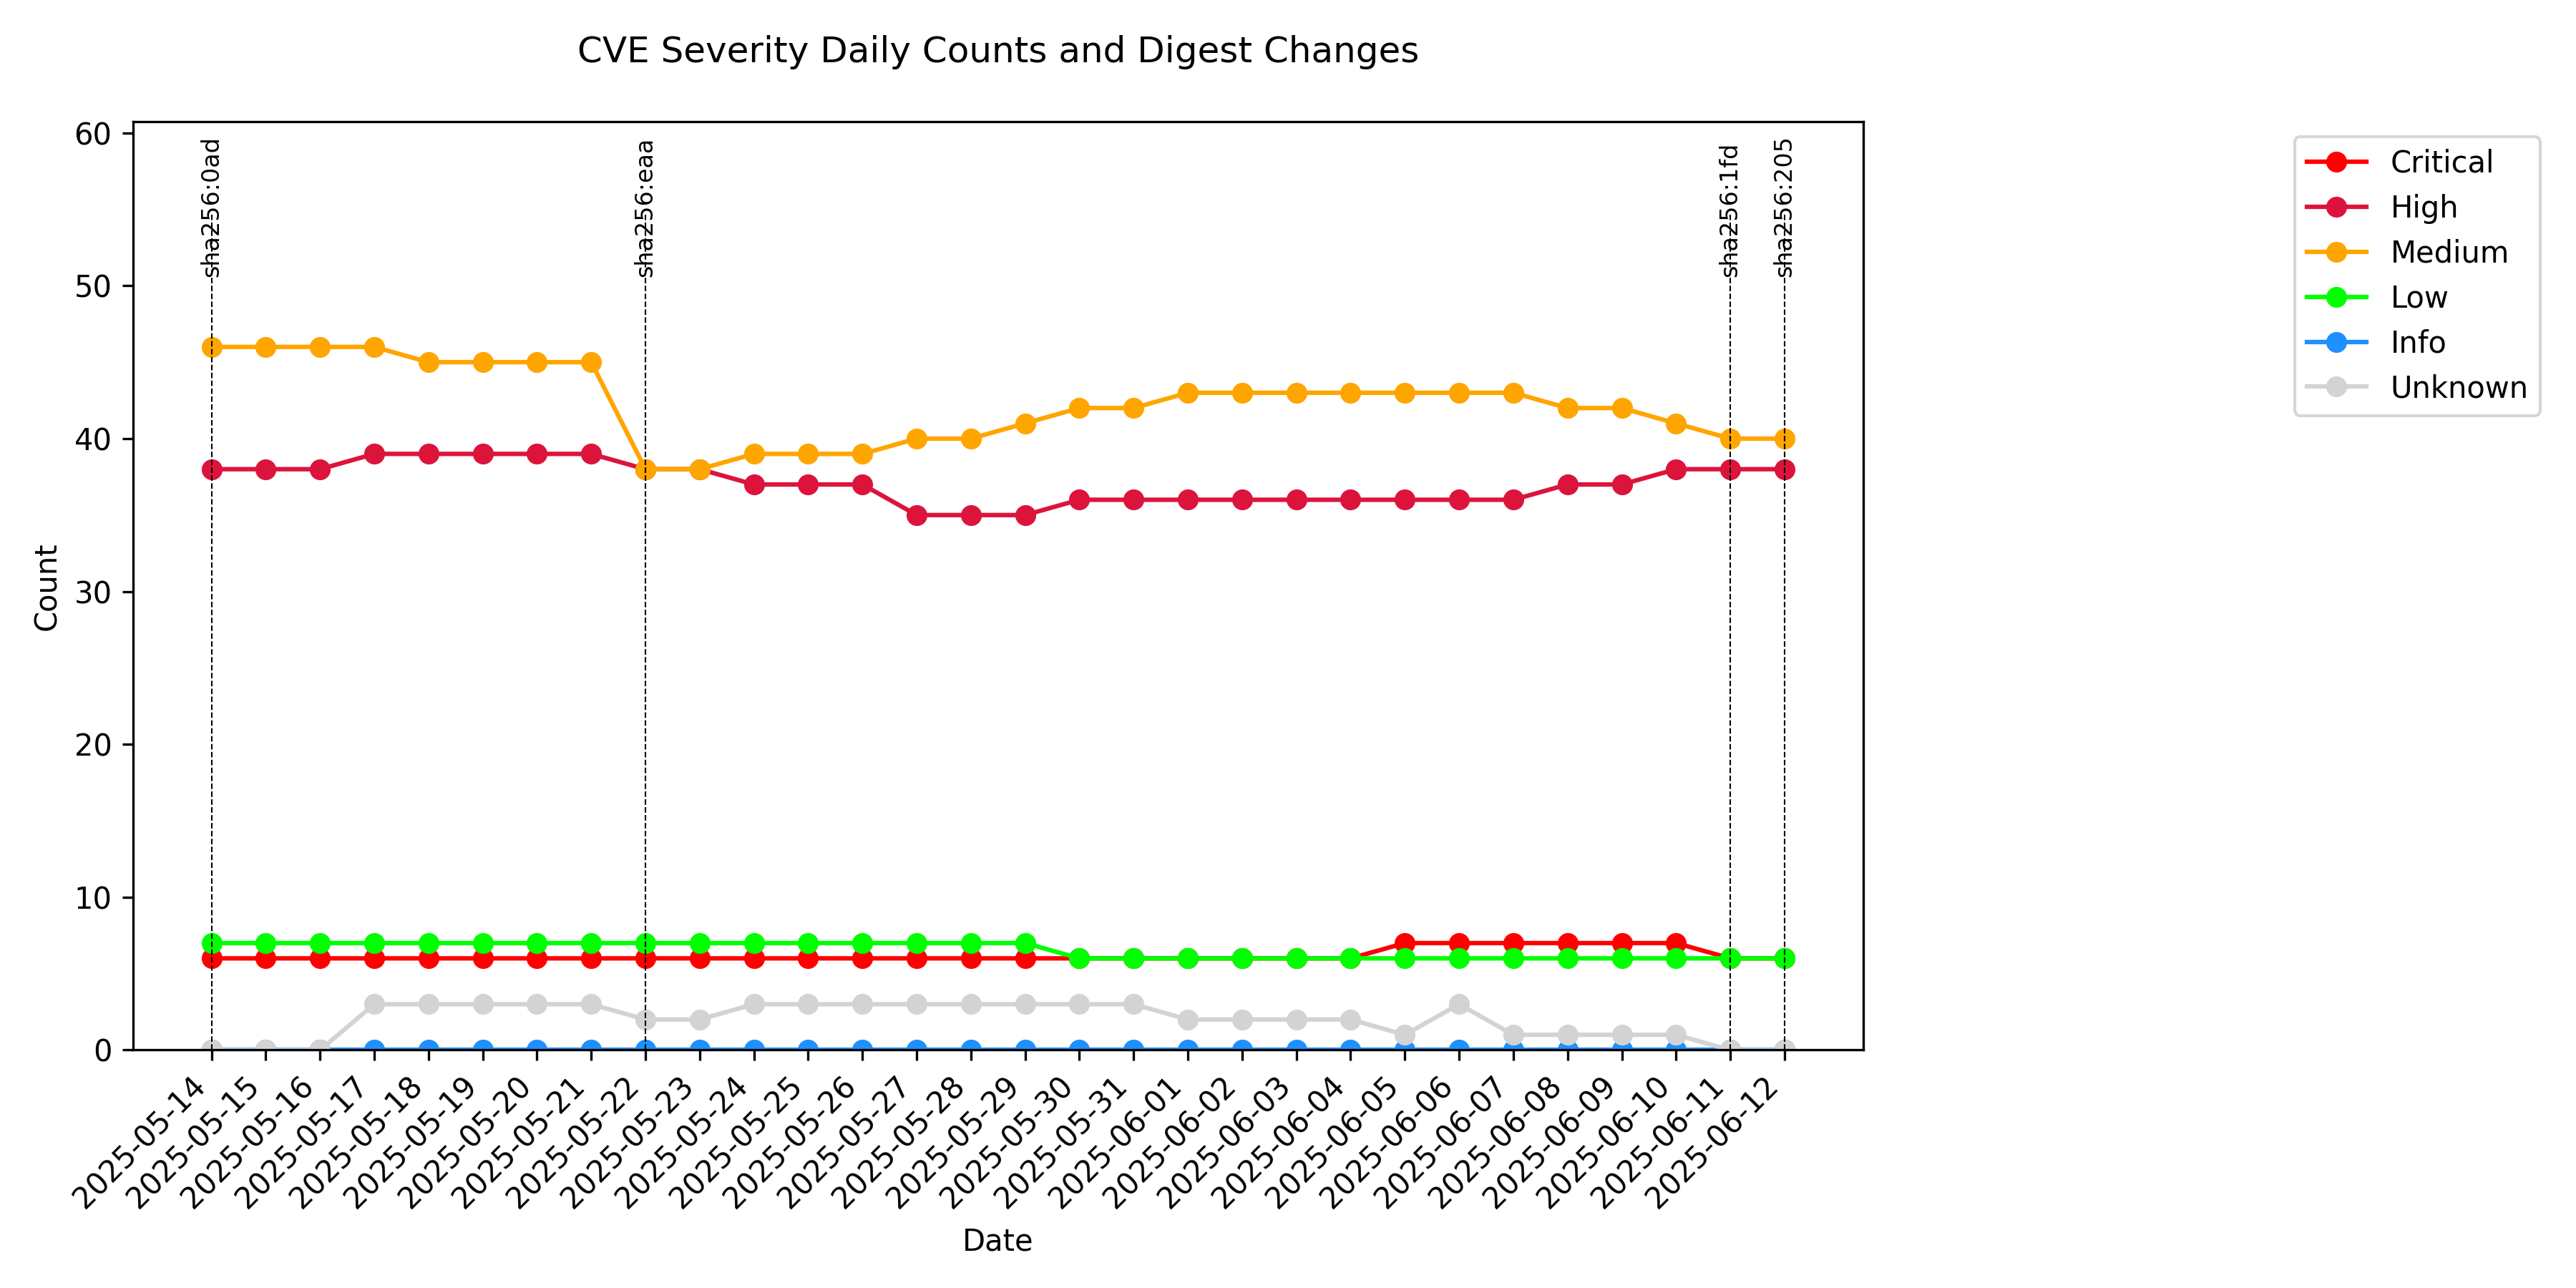 CVE Severity Daily Counts and Digest Changes
60
50
40
30
20
10
0
Count
sha256:0ad
sha256:eaa
sha256:1fd
sha256:205
Critical
High
Medium
Low
Info
Unknown
2025-05-14
2025-05-15
2025-05-16
2025-05-17
2025-05-18
2025-05-19
2025-05-20
2025-05-21
2025-05-22
2025-05-23
2025-05-24
2025-05-25
2025-05-26
2025-05-27
2025-05-28
2025-05-29
2025-05-30
2025-05-31
2025-06-01
2025-06-02
2025-06-03
2025-06-04
2025-06-05
2025-06-06
2025-06-07
2025-06-08
2025-06-09
2025-06-10
2025-06-11
2025-06-12
Date